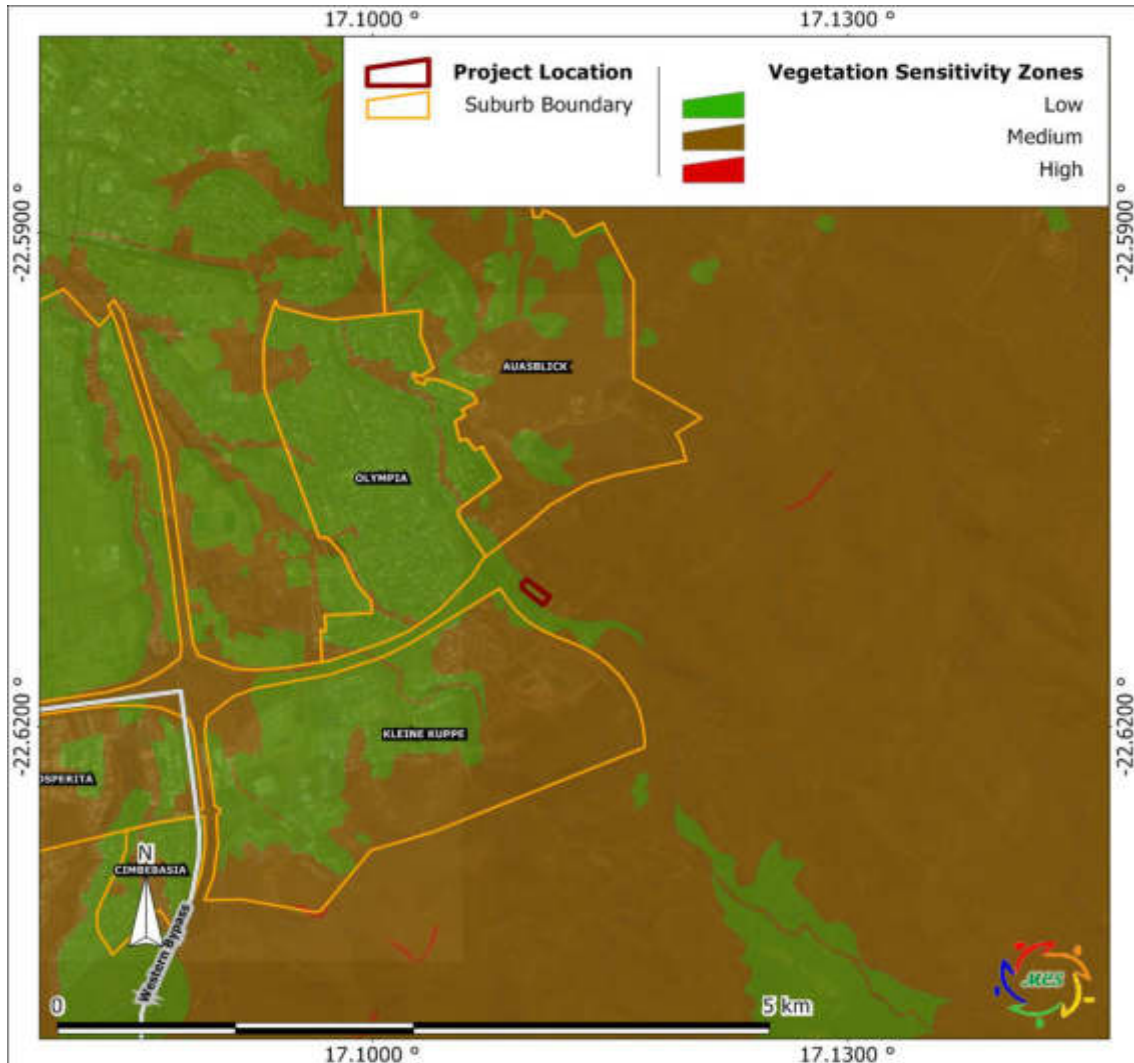 17.1000 °
17.1300 °
Project Location
Suburb Boundary
Vegetation Sensitivity Zones
Low
Medium
High
-22.5900 °
-22.5900 °
AUASBLICK
OLYMPIA
-22.6200 °
-22.6200 °
KLEINE KUPPE
OSPERITA
N
CIMBEBASIA
Western Bypass
0
5 km
MCS
17.1000 °
17.1300 °